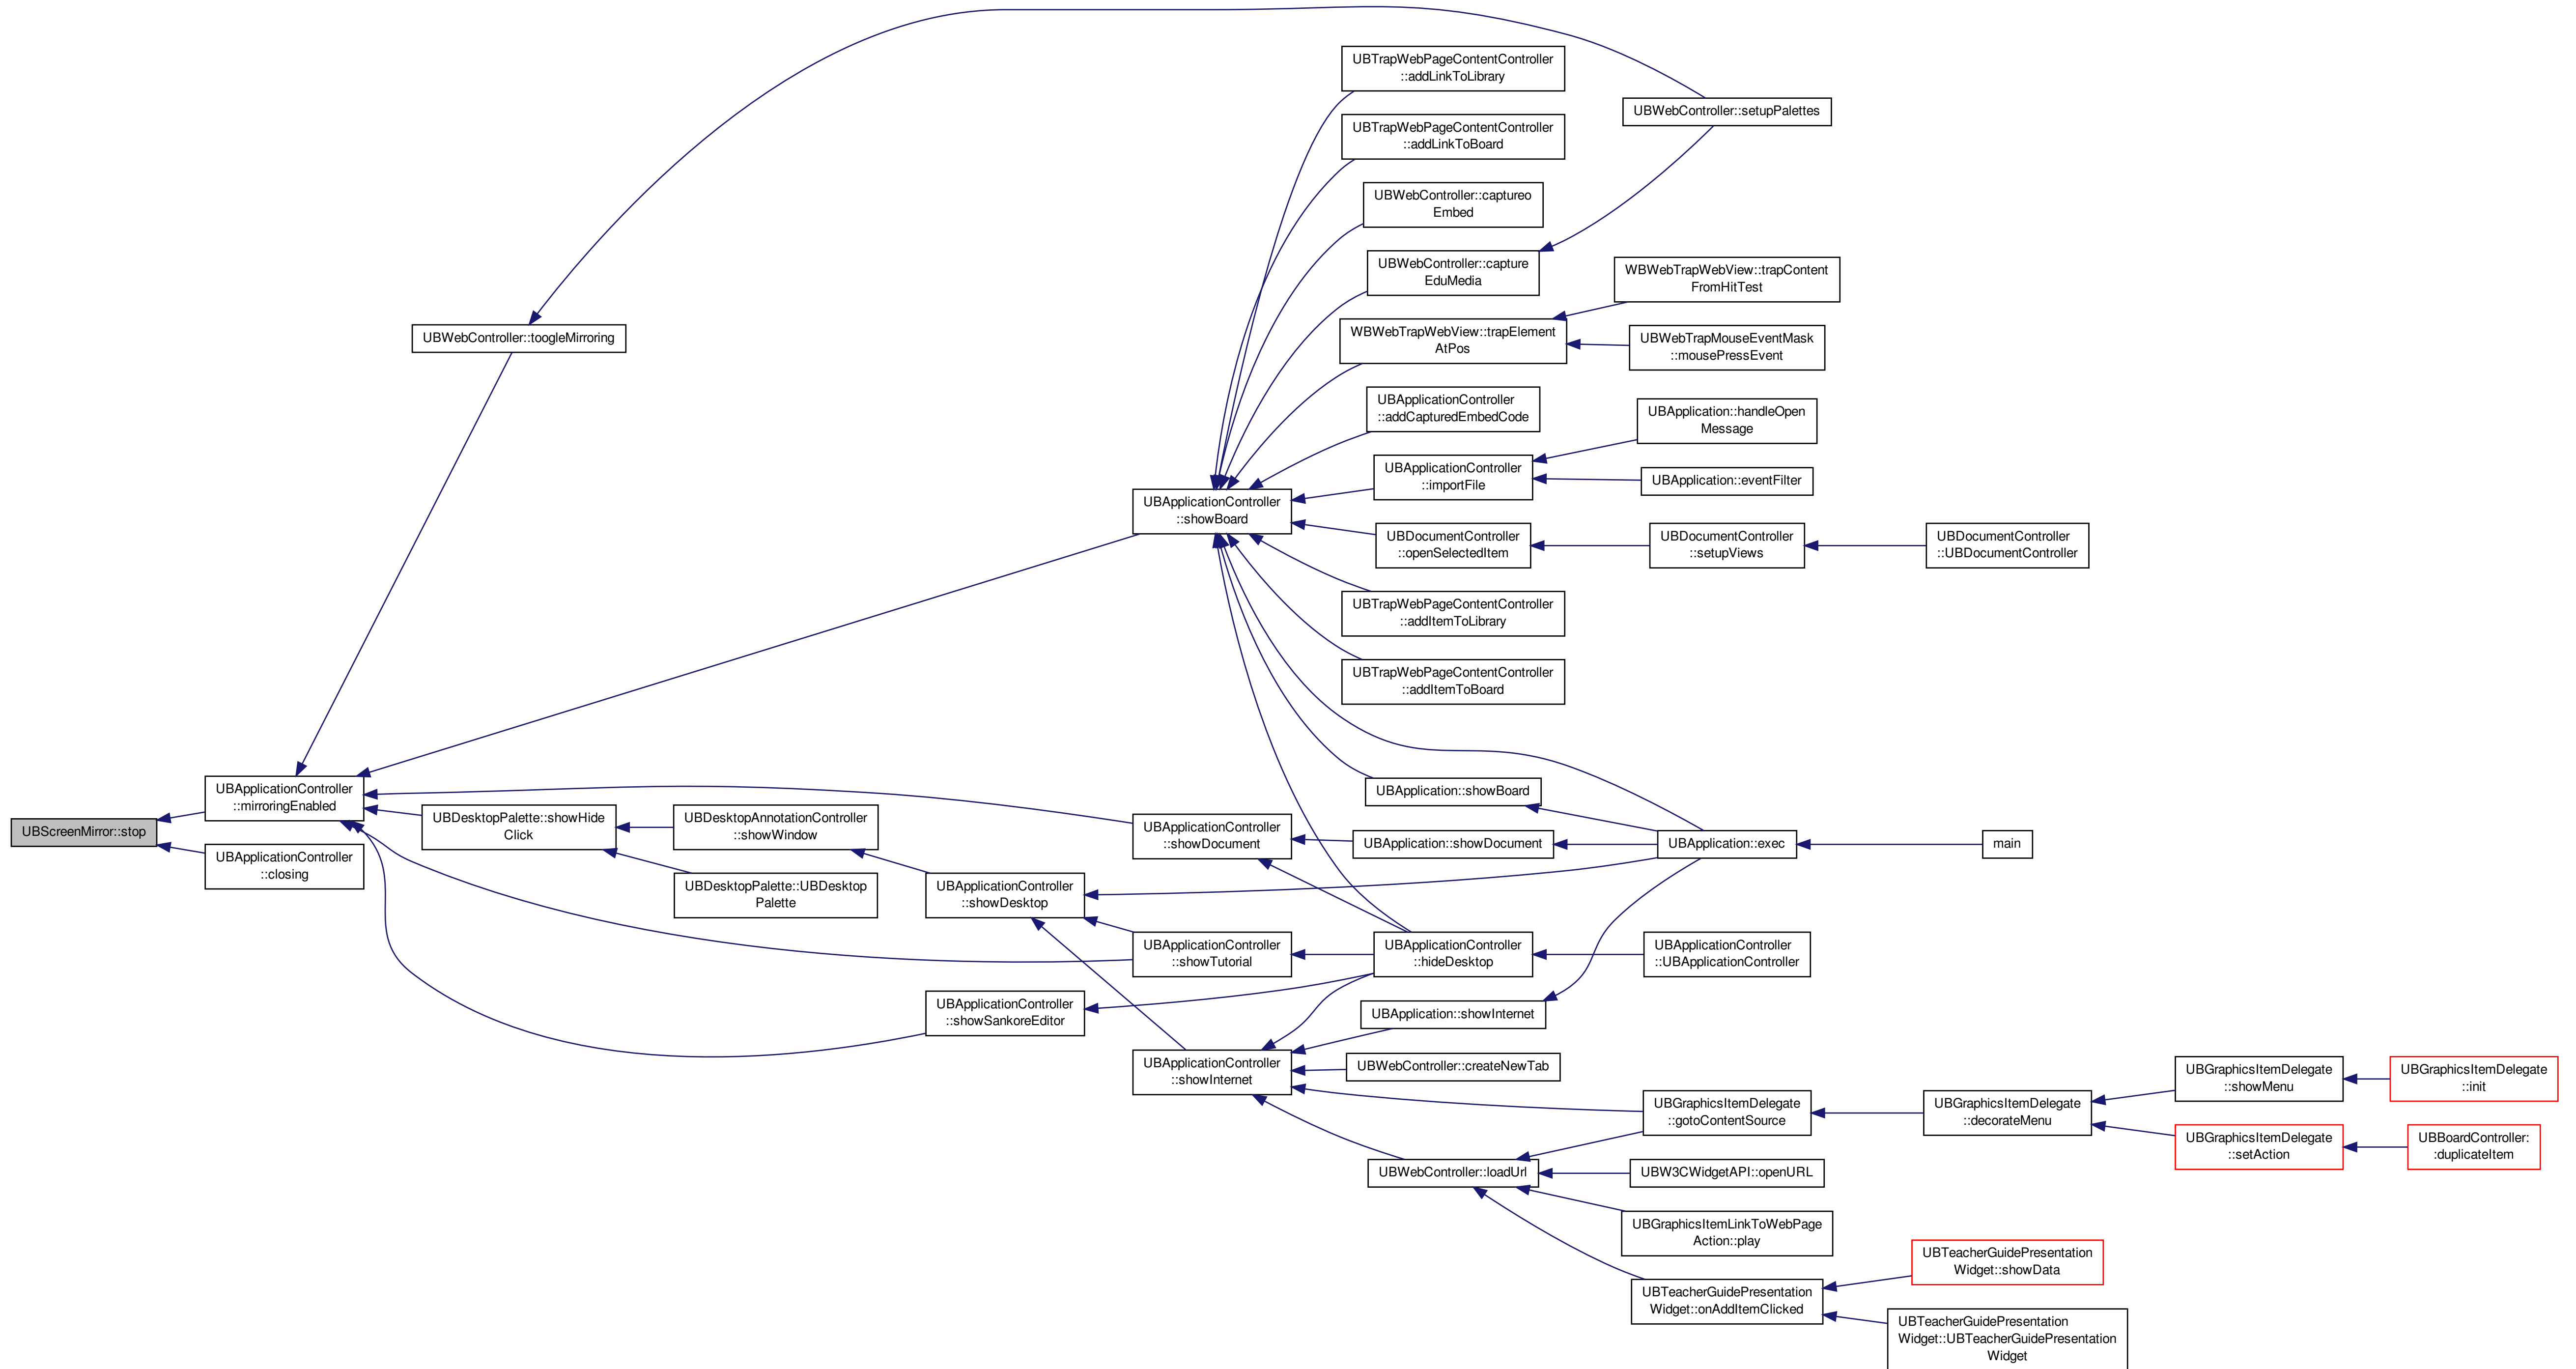 UBTrapWebPageContentController
::addLinkToLibrary
UBWebController::setupPalettes
UBTrapWebPageContentController
::addLinkToBoard
UBWebController::captureo
Embed
UBWebController::capture
EduMedia
WBWebTrapWebView::trapContent
FromHitTest
UBWebController::toogleMirroring
WBWebTrapWebView::trapElement
AtPos
UBWebTrapMouseEventMask
::mousePressEvent
UBApplicationController
::addCapturedEmbedCode
UBApplication::handleOpen
Message
UBApplicationController
::importFile
UBApplication::eventFilter
UBApplicationController
::showBoard
UBDocumentController
::openSelectedItem
UBDocumentController
::setupViews
UBDocumentController
::UBDocumentController
UBTrapWebPageContentController
::addItemToLibrary
UBTrapWebPageContentController
::addItemToBoard
UBApplicationController
::mirroringEnabled
UBApplication::showBoard
UBScreenMirror::stop
UBDesktopPalette::showHide
Click
UBDesktopAnnotationController
::showWindow
UBApplicationController
::showDocument
UBApplication::showDocument
UBApplication::exec
main
UBApplicationController
::closing
UBDesktopPalette::UBDesktop
Palette
UBApplicationController
::showDesktop
UBApplicationController
::showTutorial
UBApplicationController
::hideDesktop
UBApplicationController
::UBApplicationController
UBApplicationController
::showSankoreEditor
UBApplication::showInternet
UBApplicationController
::showInternet
UBWebController::createNewTab
UBGraphicsItemDelegate
::showMenu
UBGraphicsItemDelegate
::init
UBGraphicsItemDelegate
::gotoContentSource
UBGraphicsItemDelegate
::decorateMenu
UBGraphicsItemDelegate
::setAction
UBBoardController:
:duplicateItem
UBWebController::loadUrl
UBW3CWidgetAPI::openURL
UBGraphicsItemLinkToWebPage
Action::play
UBTeacherGuidePresentation
Widget::showData
UBTeacherGuidePresentation
Widget::onAddItemClicked
UBTeacherGuidePresentation
Widget::UBTeacherGuidePresentation
Widget